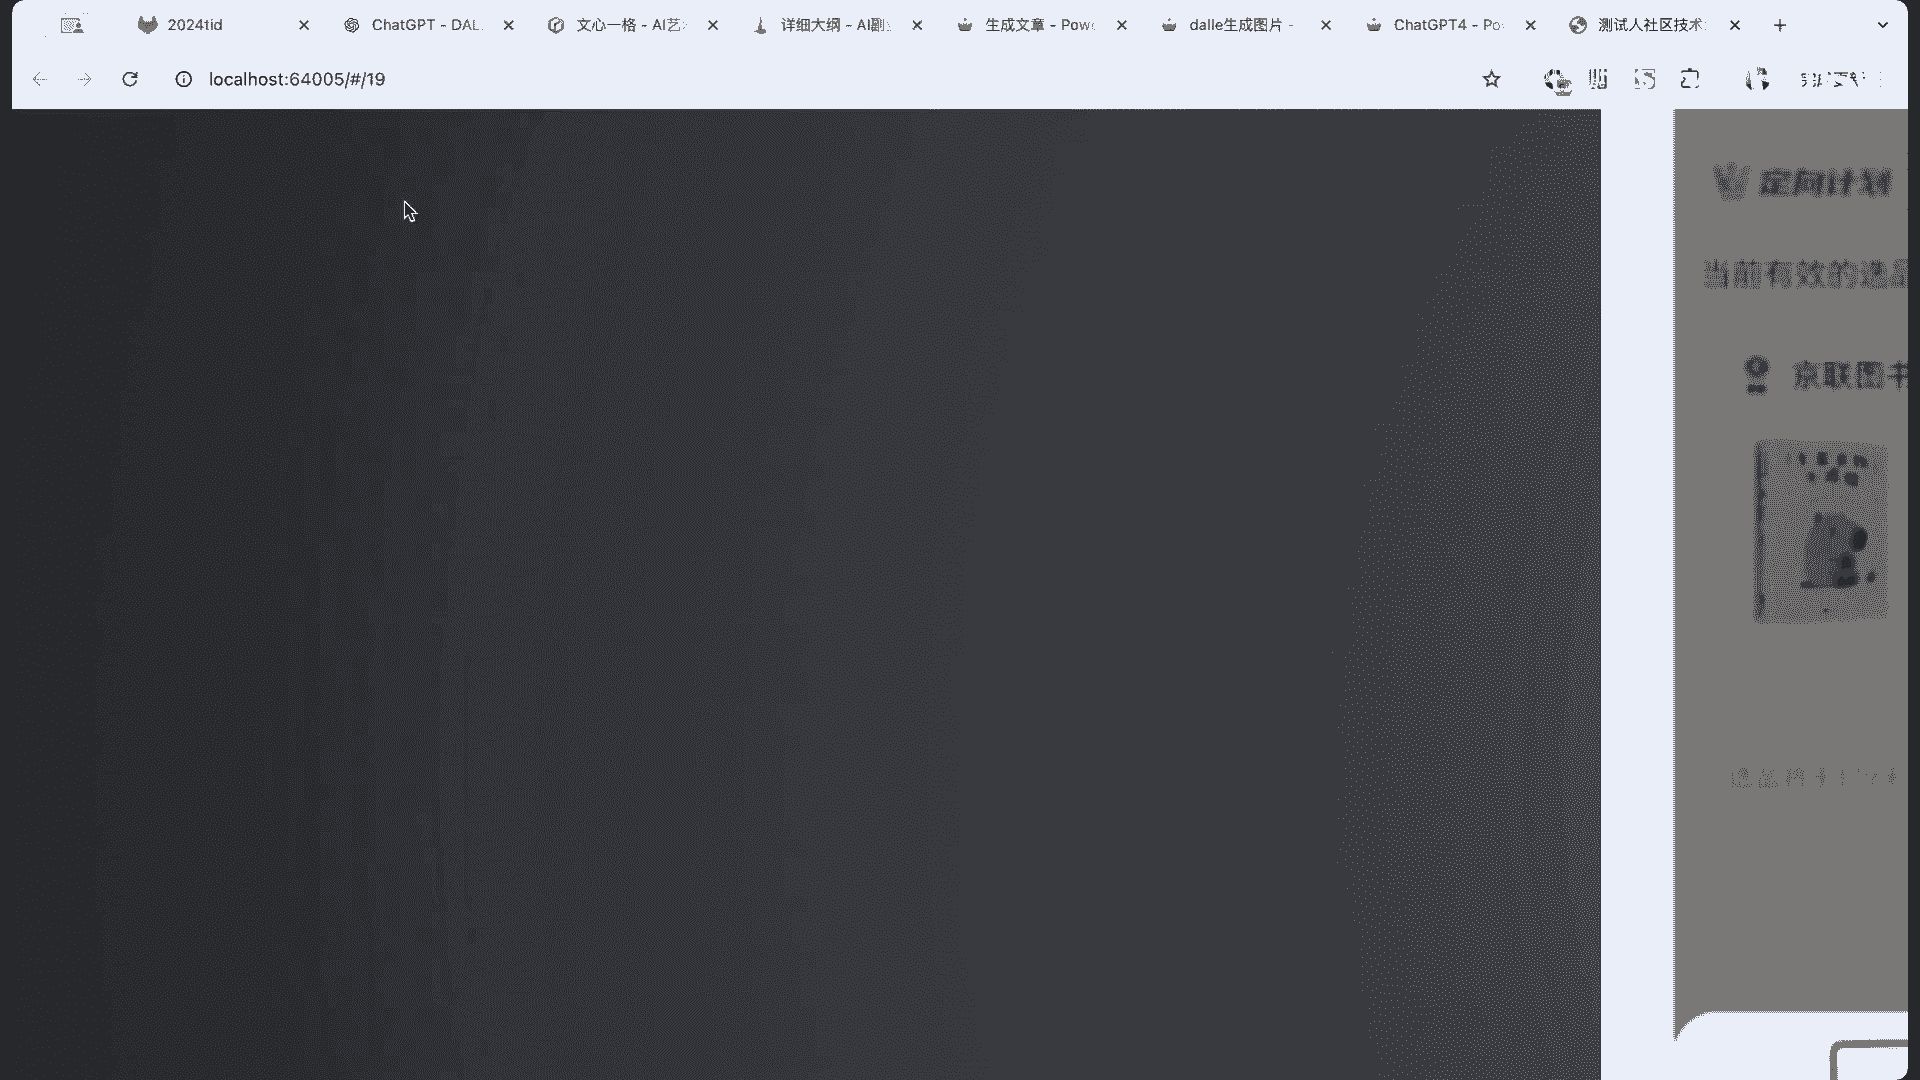 2024tid
ChatGPT - DAL
文心一格 - AI艺
详细大纲 - AI副
生成文章 - Pow
dalle生成图片 -
ChatGPT4 - Po
测试人社区技术
localhost:64005/#/19
定向计划
当前有效的选品
京联图书